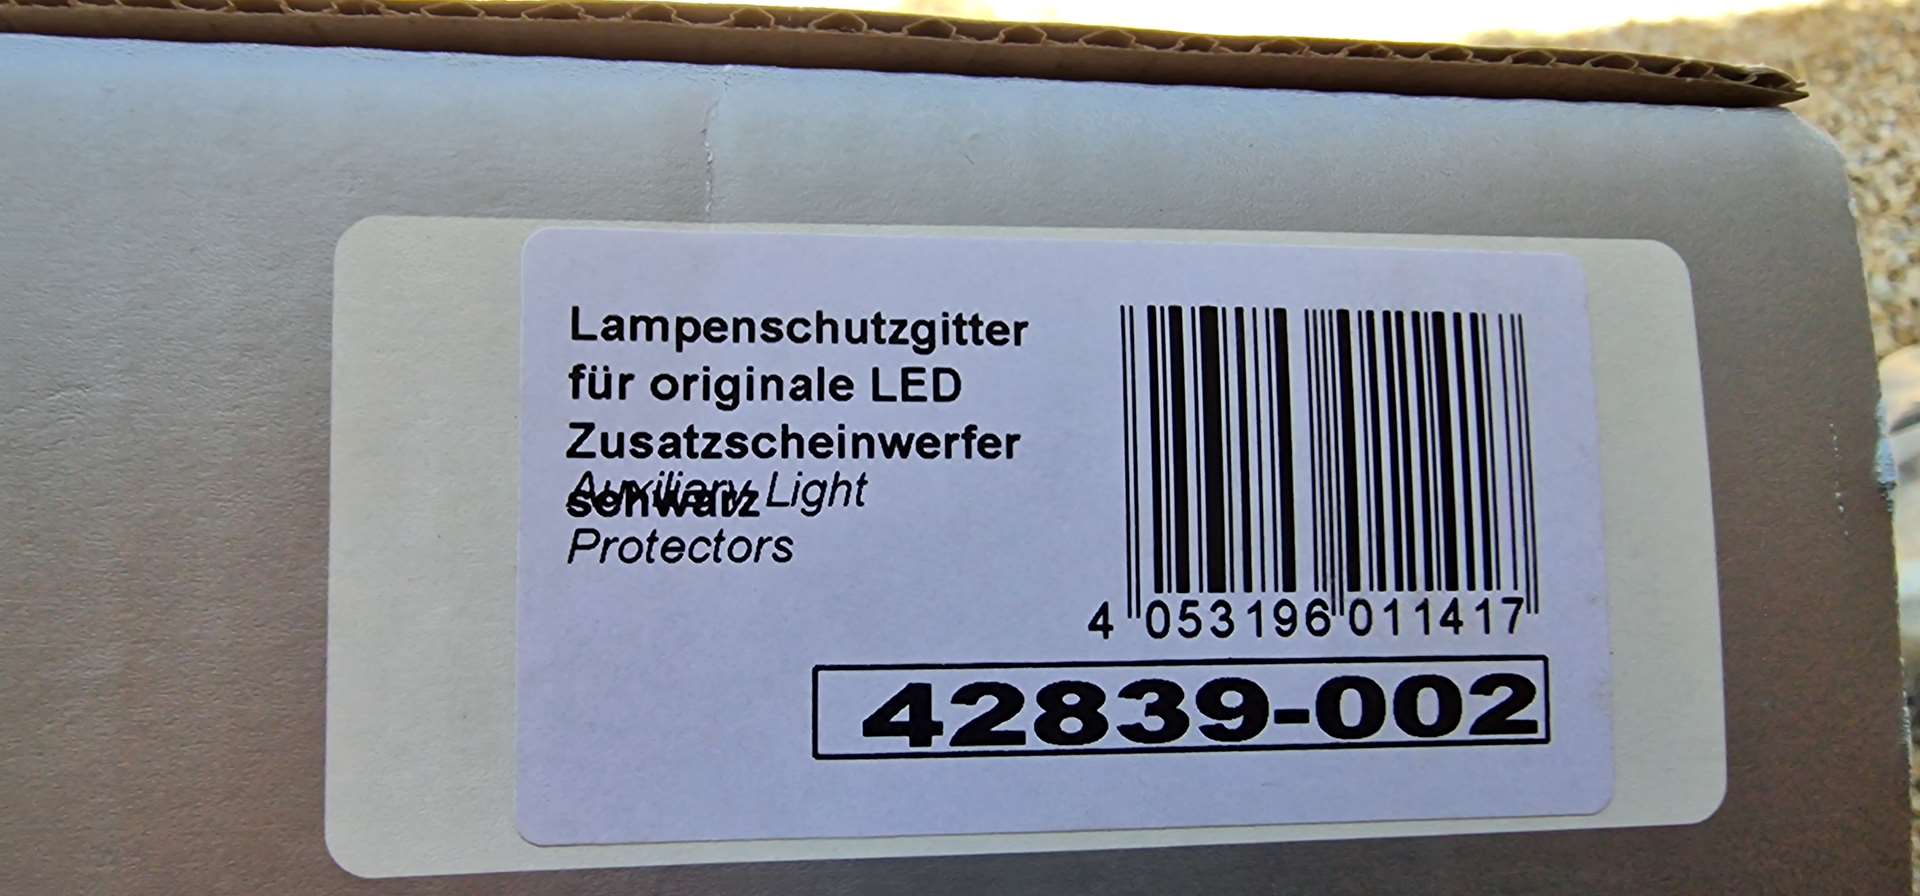 Lampenschutzgitter
für originale LED
Zusatzscheinwerfer
schwarz
Auxiliary Light
Protectors
4 053196 011417
42839-002